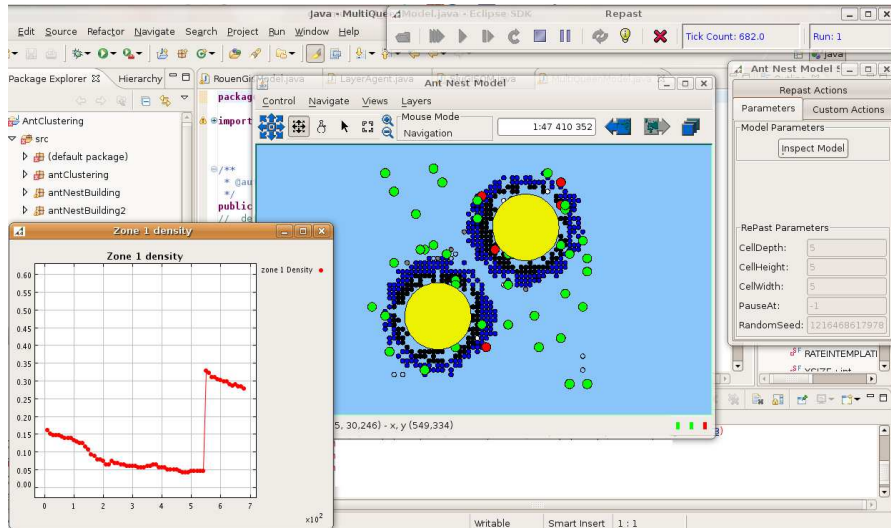 Java - MultiQue
Model.java - Eclipse SDK
Repast
Edit Source Refactor Navigate Search Project Run Window Help
Tick Count: 682.0
Run: 1
Java
Package Explorer
Hierarchy
LayerAgent.java
Ant Nest Model
Ant Nest Model S
packag
import
/**
* @au
*/
public
// de
AntClustering
src
(default package)
antClustering
antNestBuilding
antNestBuilding2
Control Navigate Views Layers
Mouse Mode
Navigation
1:47 410 352
Repast Actions
Parameters
Custom Actions
Model Parameters
Inspect Model
RePast Parameters
CellDepth: 5
CellHeight: 5
CellWidth: 5
PauseAt: -1
RandomSeed: 1216468617978
RATEINTEMPLATI
Zone 1 density
Zone 1 density
zone 1 Density
0.60
0.55
0.50
0.45
0.40
0.35
0.30
0.25
0.20
0.15
0.10
0.05
0.00
0 1 2 3 4 5 6 7
x10²
5, 30,246) - x, y (549,334)
Writable
Smart Insert
1 : 1